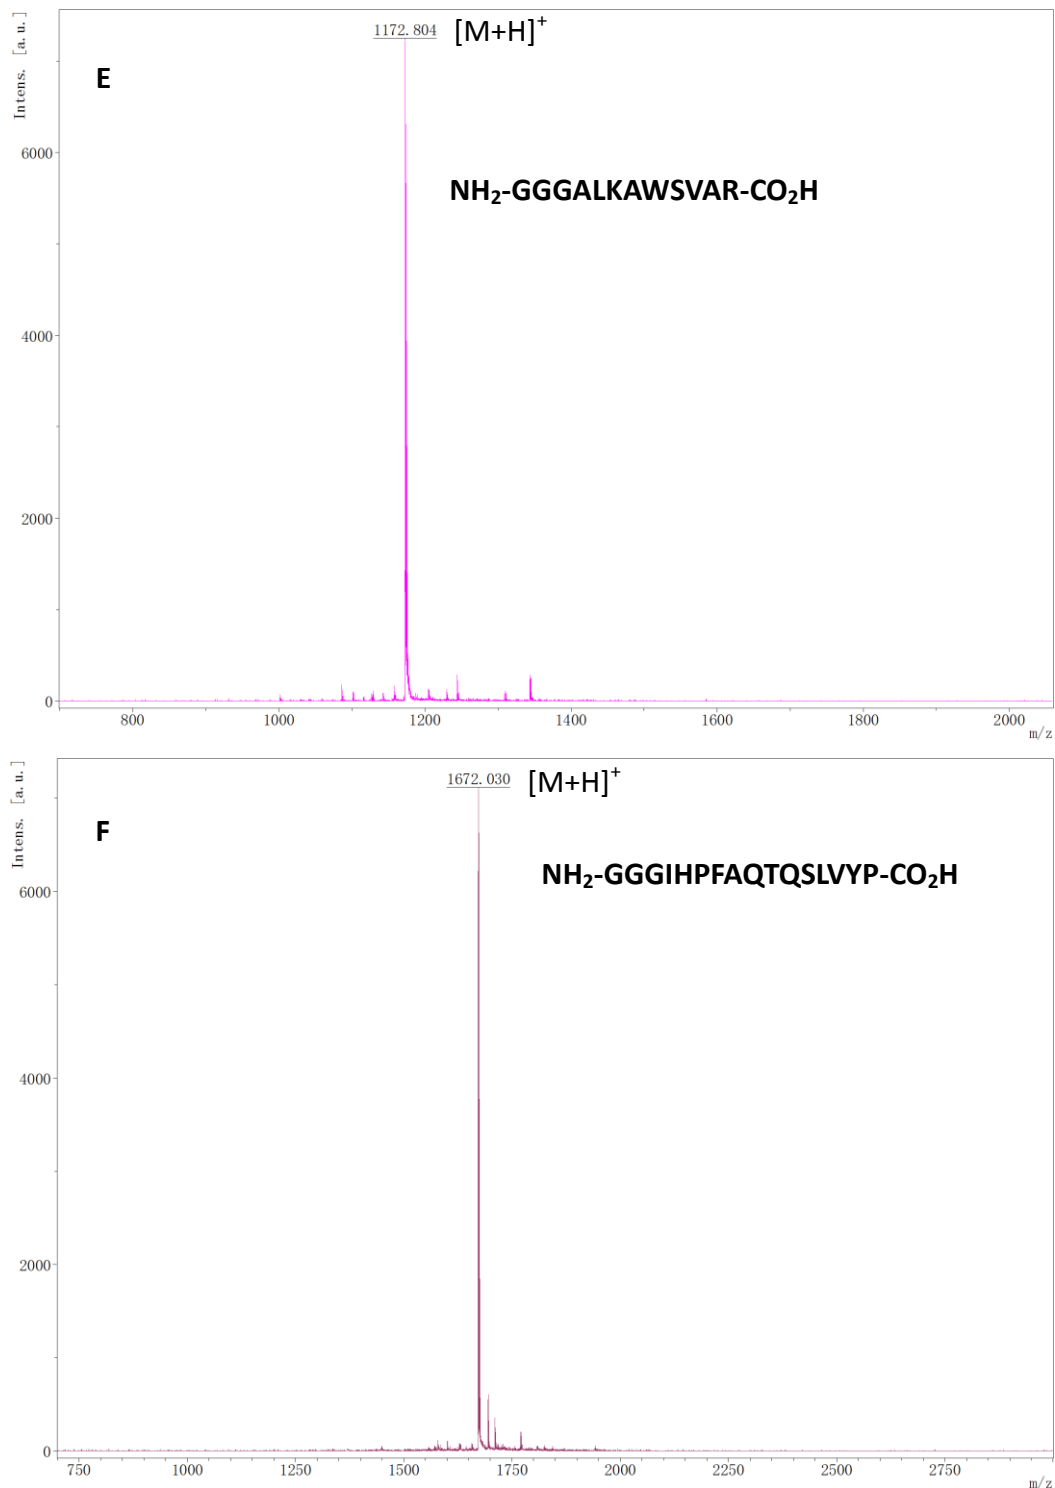 1172.804 [M+H]⁺
Intens. [a.u.]
E
NH₂-GGGALKAWSVAR-CO₂H
6000
4000
2000
0
800 1000 1200 1400 1600 1800 2000
m/z
1672.030 [M+H]⁺
Intens. [a.u.]
F
NH₂-GGGIHPFAQTQSLVYP-CO₂H
6000
4000
2000
0
750 1000 1250 1500 1750 2000 2250 2500 2750
m/z